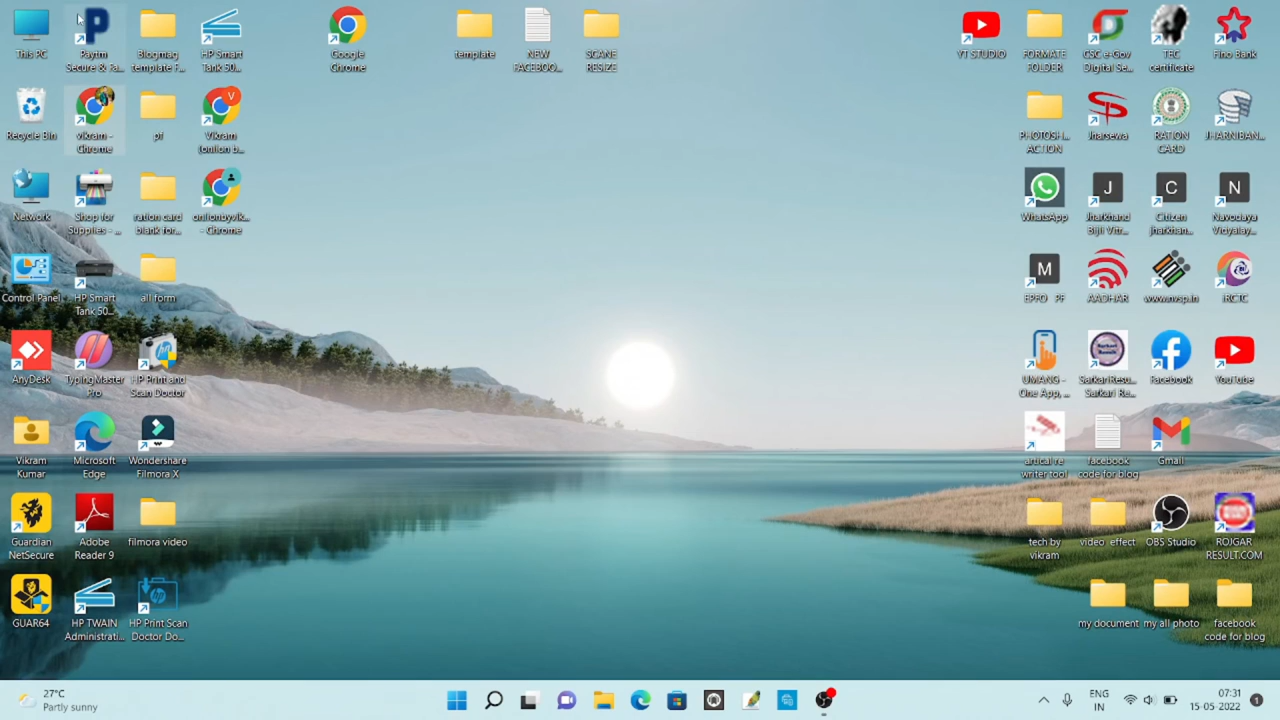 This PC
Paytm
Secure & Fa...
Blogmag
template F...
HP Smart
Tank 50...
Google
Chrome
template
NEW
FACEBOO...
SCANE
RESIZE
YT STUDIO
FORMATE
FOLDER
CSC e-Gov
Digital Se...
TEC
certificate
Fino Bank
Recycle Bin
vikram -
Chrome
pf
Vikram
(onlion b...
PHOTOSH...
ACTION
Jharsewa
RATION
CARD
JHARNIBAN...
Network
Shop for
Supplies - ...
ration card
blank for...
onlionbyvik...
- Chrome
WhatsApp
J
Jharkhand
Bijli Vitr...
C
Citizen
Jharkhan...
N
Navodaya
Vidyalay...
Control Panel
HP Smart
Tank 50...
all form
M
EPFO PF
AADHAR
www.nvsp.in
IRCTC
AnyDesk
TypingMaster
Pro
HP Print and
Scan Doctor
UMANG -
One App, ...
SarkariResu...
Sarkari Re...
Facebook
YouTube
Vikram
Kumar
Microsoft
Edge
Wondershare
Filmora X
artical re
writer tool
facebook
code for blog
Gmail
Guardian
NetSecure
Adobe
Reader 9
filmora video
tech by
vikram
video effect
OBS Studio
ROJGAR
RESULT.COM
GUAR64
HP TWAIN
Administrati...
HP Print Scan
Doctor Do...
my document
my all photo
facebook
code for blog
27°C
Partly sunny
ENG
IN
07:31
15-05-2022
1